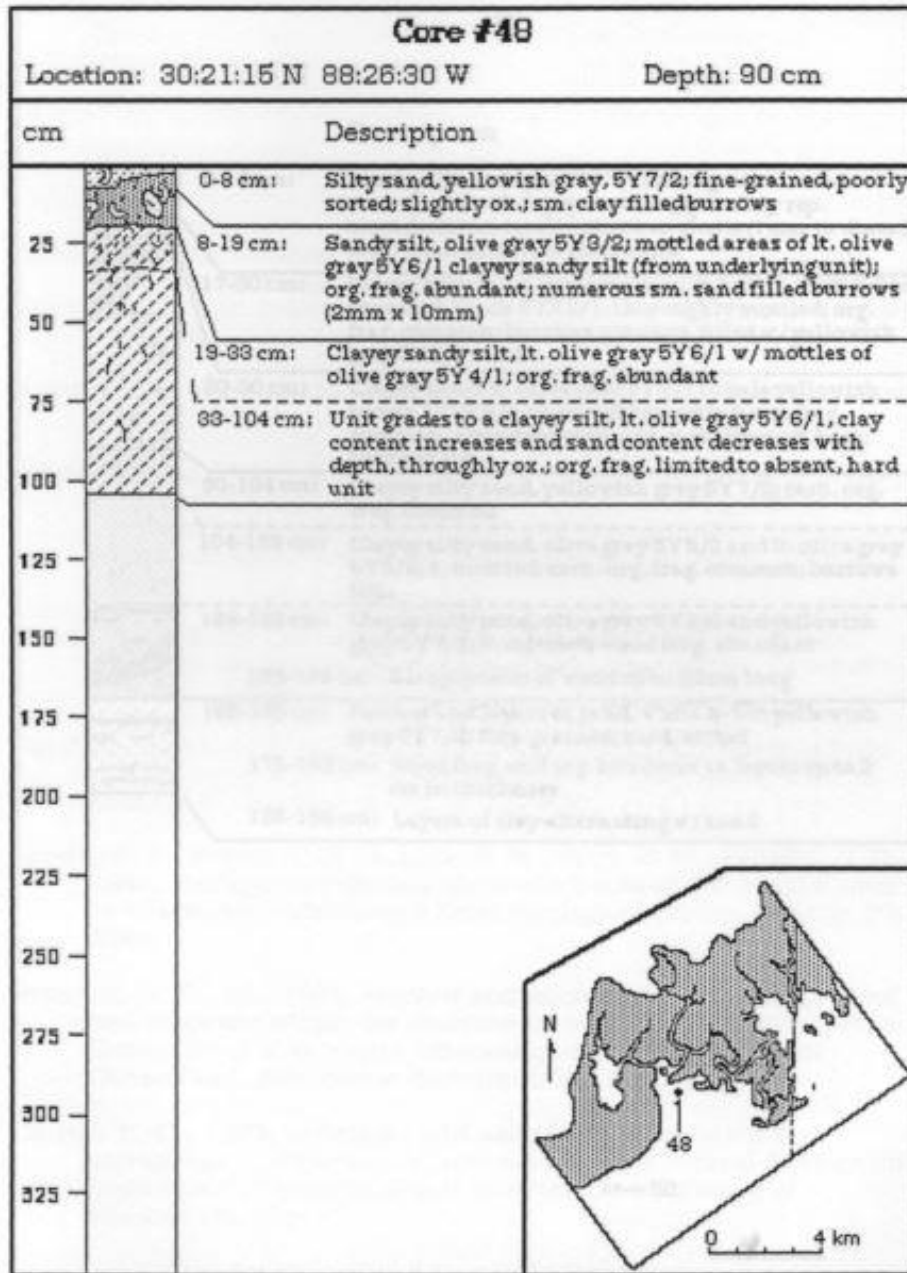 Core #48
Location: 30:21:15 N 88:26:30 W Depth: 90 cm
cm Description
0-8 cm: Silty sand, yellowish gray, 5Y 7/2; fine-grained, poorly
sorted; slightly ox.; sm. clay filled burrows
25
8-19 cm: Sandy silt, olive gray 5Y 3/2; mottled areas of lt. olive
gray 5Y 6/1 clayey sandy silt (from underlying unit);
org. frag. abundant; numerous sm. sand filled burrows
(2mm x 10mm)
50
19-33 cm: Clayey sandy silt, lt. olive gray 5Y 6/1 w/ mottles of
olive gray 5Y 4/1; org. frag. abundant
75
33-104 cm: Unit grades to a clayey silt, lt. olive gray 5Y 6/1, clay
content increases and sand content decreases with
depth, throughly ox.; org. frag. limited to absent, hard
unit
100
125
150
175
200
225
250
275
300
325
N
48
0 4 km